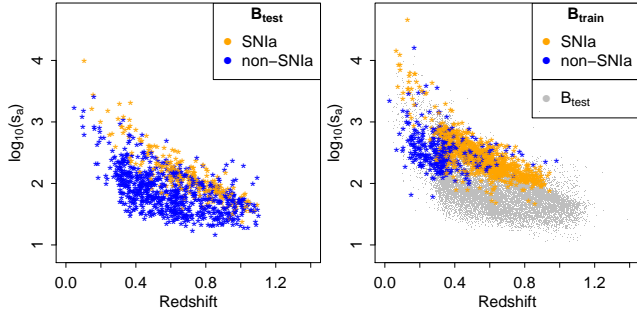 B_test
SNIa
non−SNIa
log₁₀(sₐ)
4
3
2
1
0.0 0.4 0.8 1.2
Redshift
B_train
SNIa
non−SNIa
B_test
log₁₀(sₐ)
4
3
2
1
0.0 0.4 0.8 1.2
Redshift